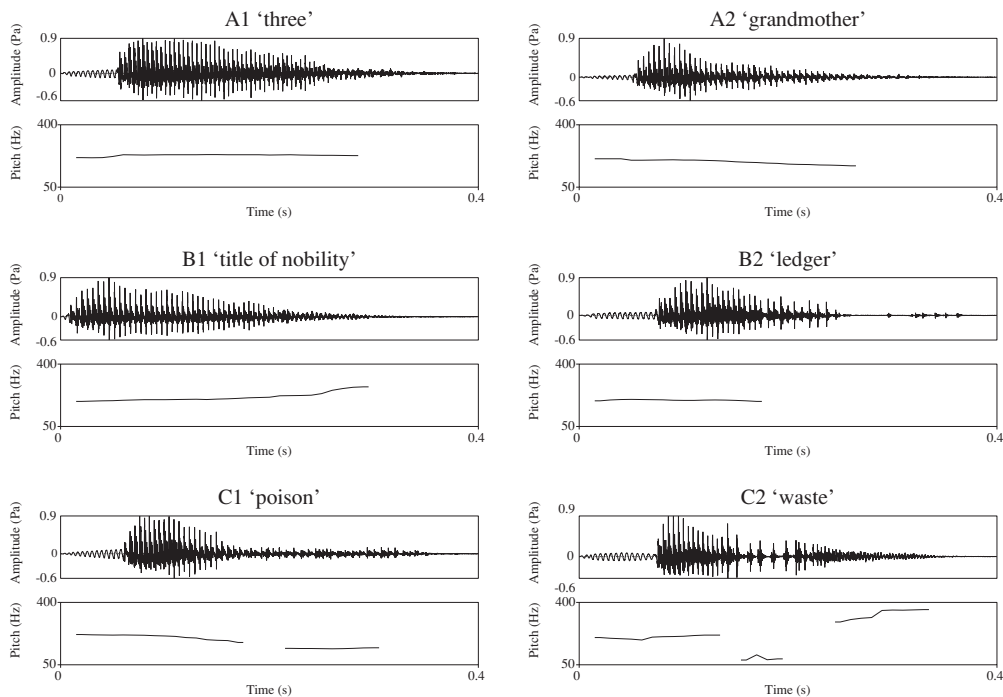 A1 ‘three’
Amplitude (Pa)
0.9
0
-0.6
Pitch (Hz)
400
50
0
0.4
Time (s)
A2 ‘grandmother’
Amplitude (Pa)
0.9
0
-0.6
Pitch (Hz)
400
50
0
0.4
Time (s)
B1 ‘title of nobility’
Amplitude (Pa)
0.9
0
-0.6
Pitch (Hz)
400
50
0
0.4
Time (s)
B2 ‘ledger’
Amplitude (Pa)
0.9
0
-0.6
Pitch (Hz)
400
50
0
0.4
Time (s)
C1 ‘poison’
Amplitude (Pa)
0.9
0
-0.6
Pitch (Hz)
400
50
0
0.4
Time (s)
C2 ‘waste’
Amplitude (Pa)
0.9
0
-0.6
Pitch (Hz)
400
50
0
0.4
Time (s)